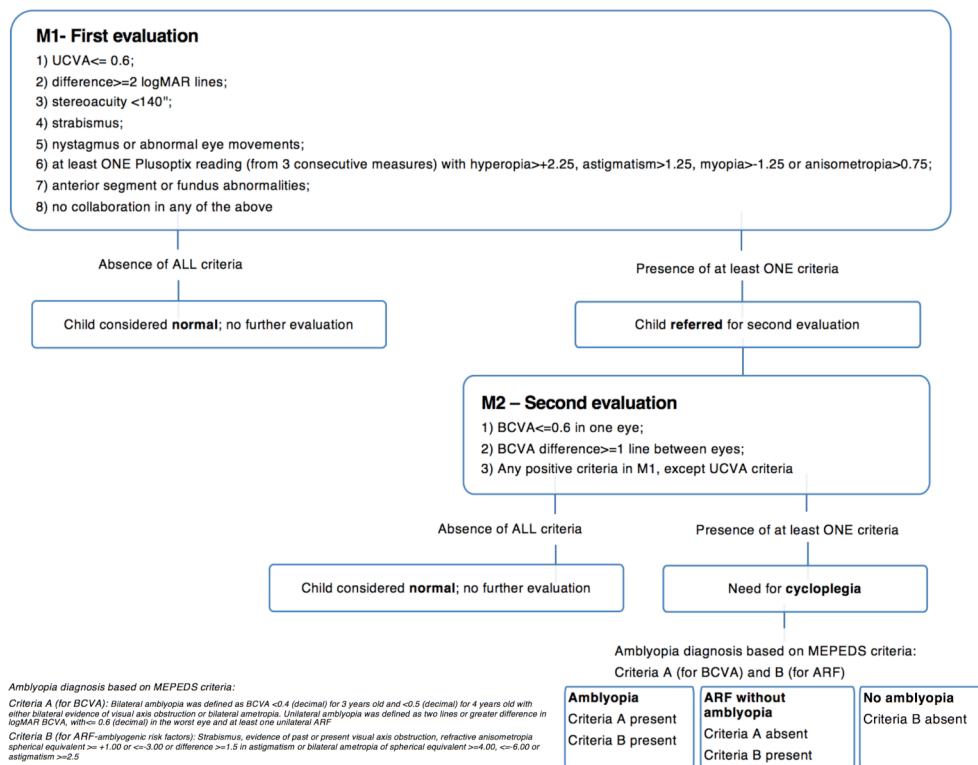 M1- First evaluation
1) UCVA<= 0.6;
2) difference>=2 logMAR lines;
3) stereoacuity <140";
4) strabismus;
5) nystagmus or abnormal eye movements;
6) at least ONE Plusoptix reading (from 3 consecutive measures) with hyperopia>+2.25, astigmatism>1.25, myopia>-1.25 or anisometropia>0.75;
7) anterior segment or fundus abnormalities;
8) no collaboration in any of the above
Absence of ALL criteria
Presence of at least ONE criteria
Child considered normal; no further evaluation
Child referred for second evaluation
M2 – Second evaluation
1) BCVA<=0.6 in one eye;
2) BCVA difference>=1 line between eyes;
3) Any positive criteria in M1, except UCVA criteria
Absence of ALL criteria
Presence of at least ONE criteria
Child considered normal; no further evaluation
Need for cycloplegia
Amblyopia diagnosis based on MEPEDS criteria:
Criteria A (for BCVA) and B (for ARF)
Amblyopia
Criteria A present
Criteria B present
ARF without
amblyopia
Criteria A absent
Criteria B present
No amblyopia
Criteria B absent
Amblyopia diagnosis based on MEPEDS criteria:
Criteria A (for BCVA): Bilateral amblyopia was defined as BCVA <0.4 (decimal) for 3 years old and <0.5 (decimal) for 4 years old with
either bilateral evidence of visual axis obstruction or bilateral ametropia. Unilateral amblyopia was defined as two lines or greater difference in
logMAR BCVA, with<= 0.6 (decimal) in the worst eye and at least one unilateral ARF
Criteria B (for ARF-amblyogenic risk factors): Strabismus, evidence of past or present visual axis obstruction, refractive anisometropia
spherical equivalent >= +1.00 or <=-3.00 or difference >=1.5 in astigmatism or bilateral ametropia of spherical equivalent >=4.00, <=-6.00 or
astigmatism >=2.5